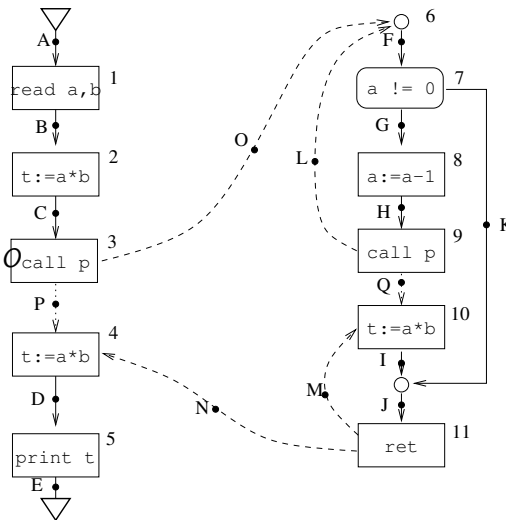 A
1
read a,b
B
2
t:=a*b
C
3
O call p
P
4
t:=a*b
D
5
print t
E
O
L
N
M
6
F
7
a != 0
G
K
8
a:=a-1
H
9
call p
Q
10
t:=a*b
I
J
11
ret